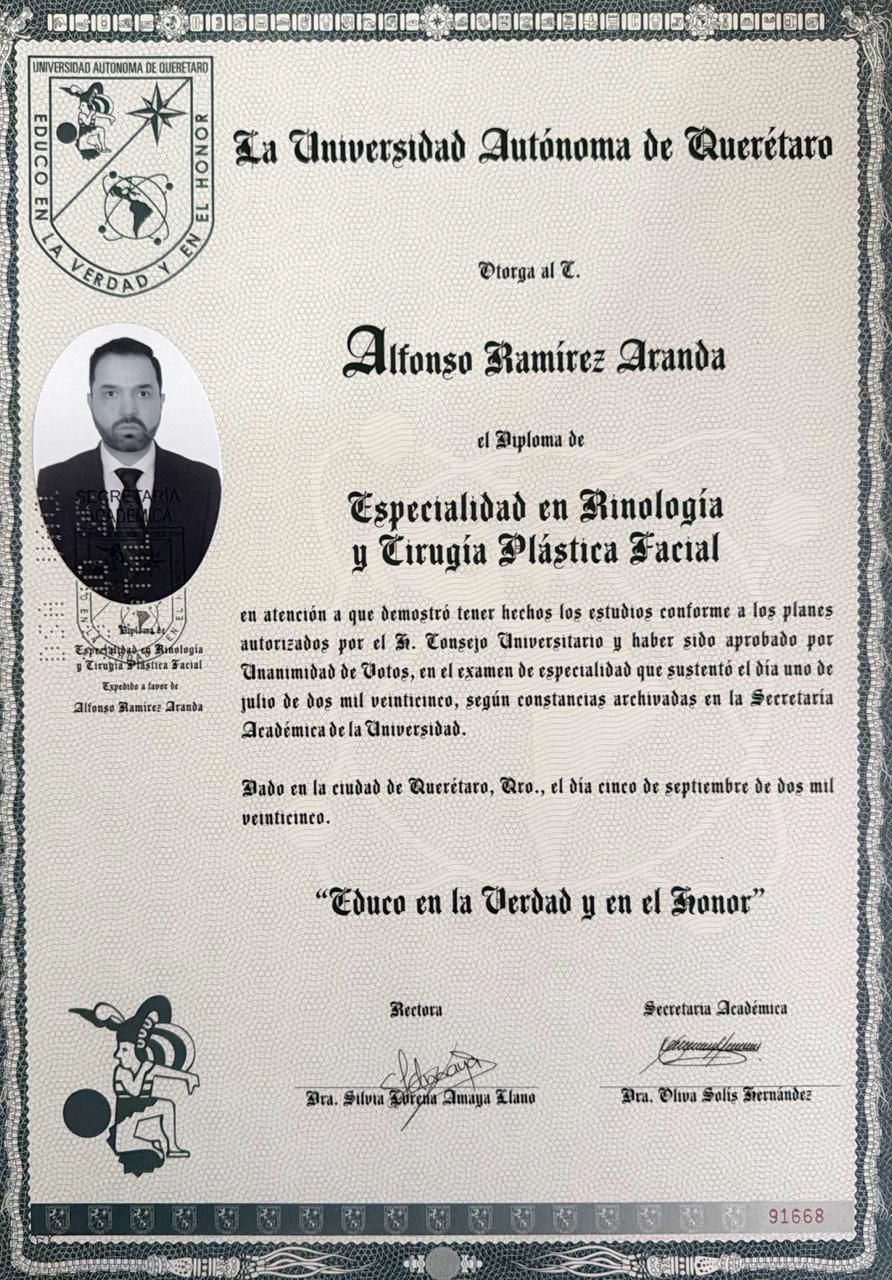 UNIVERSIDAD AUTONOMA DE QUERETARO
EDUCO EN LA VERDAD Y EN EL HONOR
La Universidad Autónoma de Querétaro
Otorga al C.
Alfonso Ramírez Aranda
el Diploma de
Especialidad en Rinología
y Cirugía Plástica Facial
SECRETARÍA
ACADÉMICA
Diploma de
Especialidad en Rinología
y Cirugía Plástica Facial
Expedido a favor de
Alfonso Ramírez Aranda
en atención a que demostró tener hechos los estudios conforme a los planes
autorizados por el H. Consejo Universitario y haber sido aprobado por
Unanimidad de Votos, en el examen de especialidad que sustentó el día uno de
julio de dos mil veinticinco, según constancias archivadas en la Secretaría
Académica de la Universidad.
Dado en la ciudad de Querétaro, Qro., el día cinco de septiembre de dos mil
veinticinco.
“Educo en la Verdad y en el Honor”
Rectora
Secretaria Académica
Dra. Silvia Lorena Amaya Llano
Dra. Oliva Solís Hernández
91668